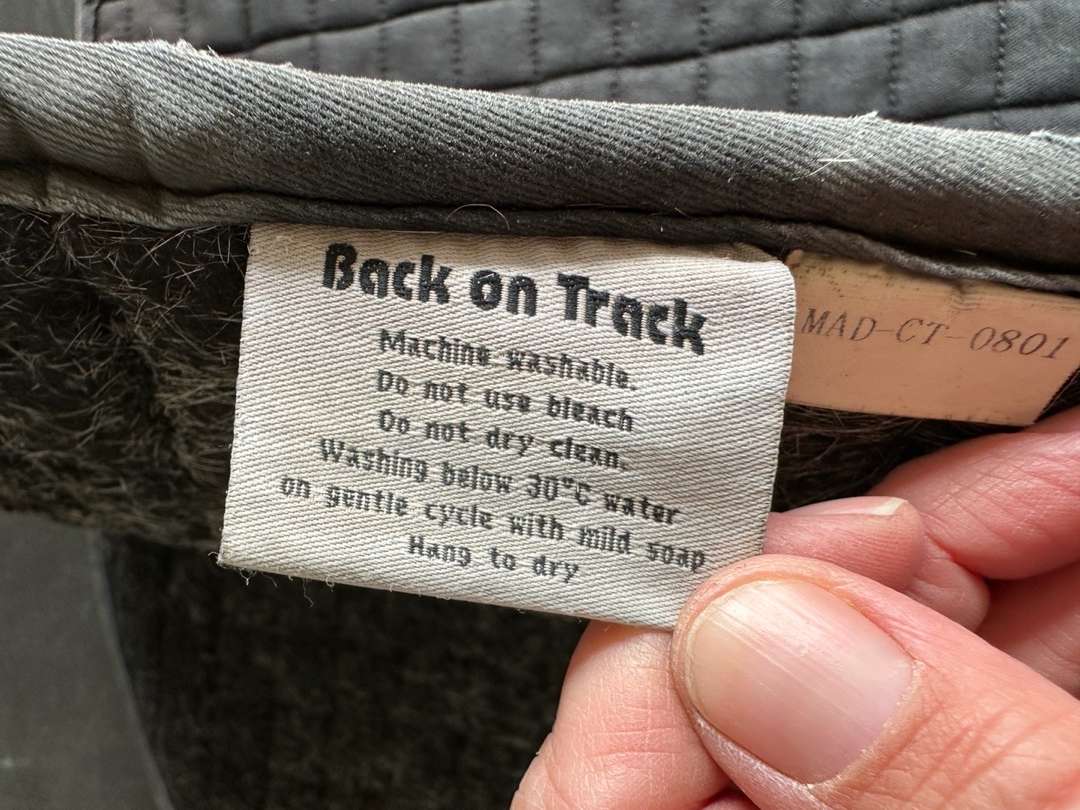 Back on Track
Machine washable.
Do not use bleach
Do not dry clean.
Washing below 30°C water
on gentle cycle with mild soap
Hang to dry
MAD-CT-0801